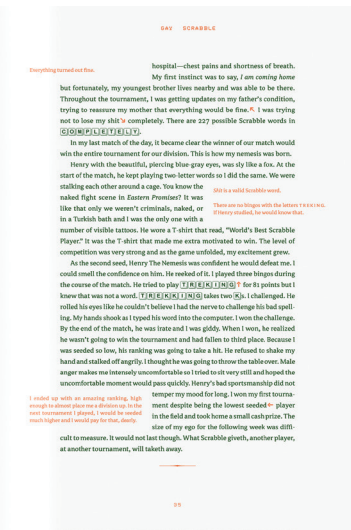 GAY SCRABBLE
Everything turned out fine.
hospital—chest pains and shortness of breath.
My first instinct was to say, I am coming home
but fortunately, my youngest brother lives nearby and was able to be there.
Throughout the tournament, I was getting updates on my father's condition,
trying to reassure my mother that everything would be fine.↖ I was trying
not to lose my shit↘ completely. There are 227 possible Scrabble words in
COMPLETELY.
In my last match of the day, it became clear the winner of our match would
win the entire tournament for our division. This is how my nemesis was born.
Henry with the beautiful, piercing blue-gray eyes, was sly like a fox. At the
start of the match, he kept playing two-letter words so I did the same. We were
stalking each other around a cage. You know the
naked fight scene in Eastern Promises? It was
like that only we weren't criminals, naked, or
in a Turkish bath and I was the only one with a
Shit is a valid Scrabble word.
There are no bingos with the letters TREKING.
If Henry studied, he would know that.
number of visible tattoos. He wore a T-shirt that read, "World's Best Scrabble
Player." It was the T-shirt that made me extra motivated to win. The level of
competition was very strong and as the game unfolded, my excitement grew.
As the second seed, Henry The Nemesis was confident he would defeat me. I
could smell the confidence on him. He reeked of it. I played three bingos during
the course of the match. He tried to play TREKING↑ for 81 points but I
knew that was not a word. TREKKING takes two Ks. I challenged. He
rolled his eyes like he couldn't believe I had the nerve to challenge his bad spell-
ing. My hands shook as I typed his word into the computer. I won the challenge.
By the end of the match, he was irate and I was giddy. When I won, he realized
he wasn't going to win the tournament and had fallen to third place. Because I
was seeded so low, his ranking was going to take a hit. He refused to shake my
hand and stalked off angrily. I thought he was going to throw the table over. Male
anger makes me intensely uncomfortable so I tried to sit very still and hoped the
uncomfortable moment would pass quickly. Henry's bad sportsmanship did not
I ended up with an amazing ranking, high
enough to almost place me a division up. In the
next tournament I played, I would be seeded
much higher and I would pay for that, dearly.
temper my mood for long. I won my first tourna-
ment despite being the lowest seeded← player
in the field and took home a small cash prize. The
size of my ego for the following week was diffi-
cult to measure. It would not last though. What Scrabble giveth, another player,
at another tournament, will taketh away.